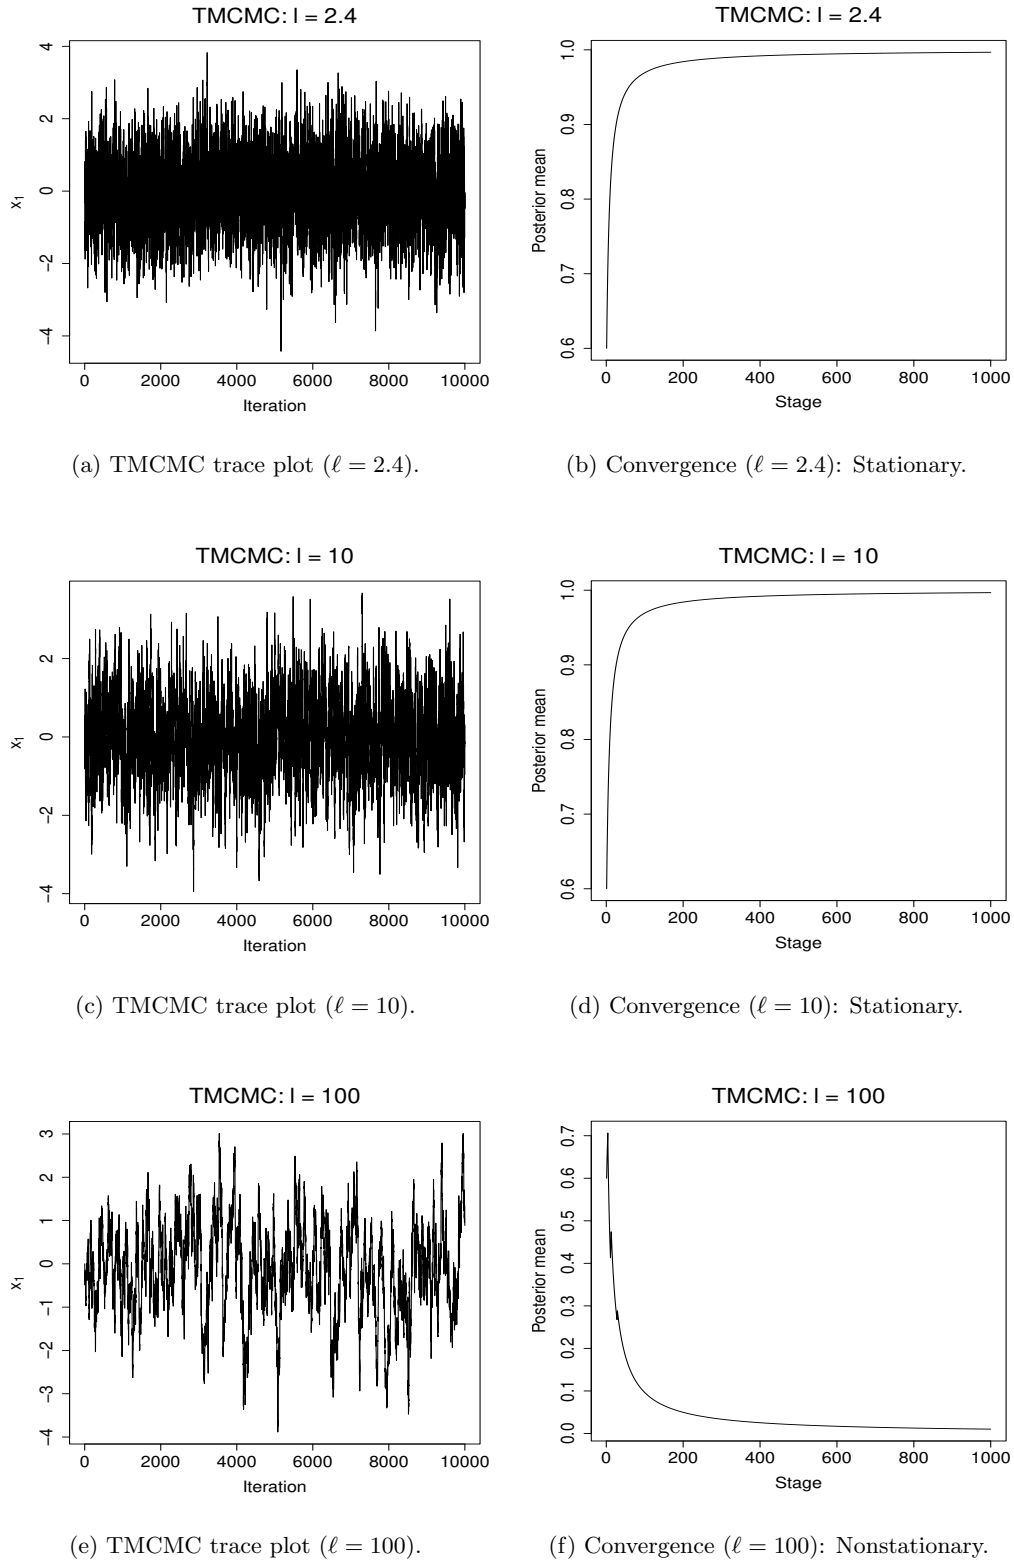 TMCMC: l = 2.4
4
2
0
−2
−4
x1
0 2000 4000 6000 8000 10000
Iteration
(a) TMCMC trace plot (ℓ = 2.4).
TMCMC: l = 2.4
1.0
0.9
0.8
0.7
0.6
Posterior mean
0 200 400 600 800 1000
Stage
(b) Convergence (ℓ = 2.4): Stationary.
TMCMC: l = 10
2
0
−2
−4
x1
0 2000 4000 6000 8000 10000
Iteration
(c) TMCMC trace plot (ℓ = 10).
TMCMC: l = 10
1.0
0.9
0.8
0.7
0.6
Posterior mean
0 200 400 600 800 1000
Stage
(d) Convergence (ℓ = 10): Stationary.
TMCMC: l = 100
3
2
1
0
−1
−2
−3
−4
x1
0 2000 4000 6000 8000 10000
Iteration
(e) TMCMC trace plot (ℓ = 100).
TMCMC: l = 100
0.7
0.6
0.5
0.4
0.3
0.2
0.1
0.0
Posterior mean
0 200 400 600 800 1000
Stage
(f) Convergence (ℓ = 100): Nonstationary.